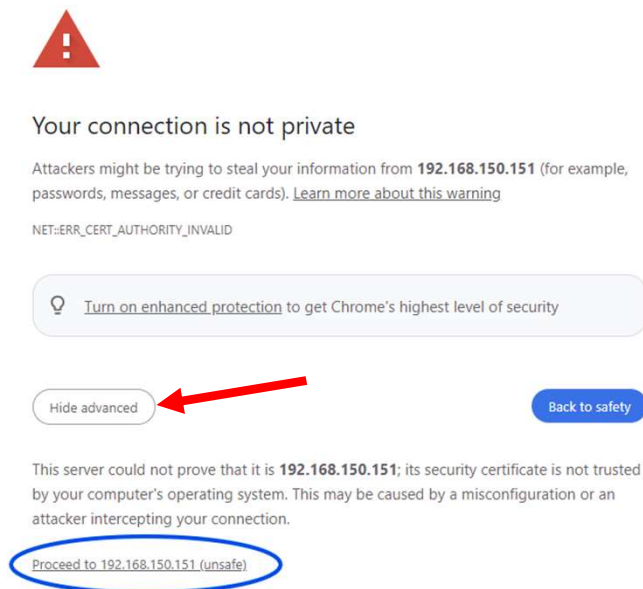 Your connection is not private
Attackers might be trying to steal your information from 192.168.150.151 (for example,
passwords, messages, or credit cards). Learn more about this warning
NET::ERR_CERT_AUTHORITY_INVALID
Turn on enhanced protection to get Chrome's highest level of security
Hide advanced
Back to safety
This server could not prove that it is 192.168.150.151; its security certificate is not trusted
by your computer's operating system. This may be caused by a misconfiguration or an
attacker intercepting your connection.
Proceed to 192.168.150.151 (unsafe)